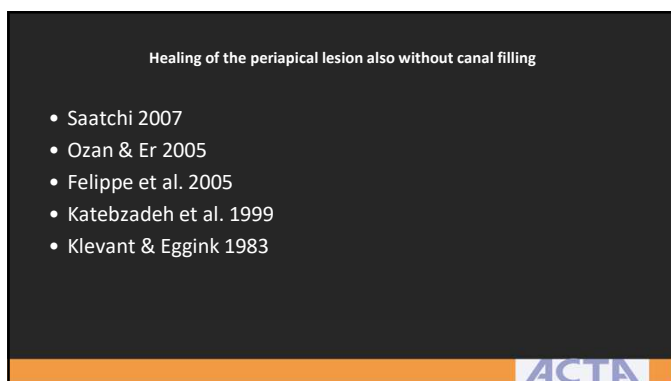 Healing of the periapical lesion also without canal filling
• Saatchi 2007
• Ozan & Er 2005
• Felippe et al. 2005
• Katebzadeh et al. 1999
• Klevant & Eggink 1983
ACTA